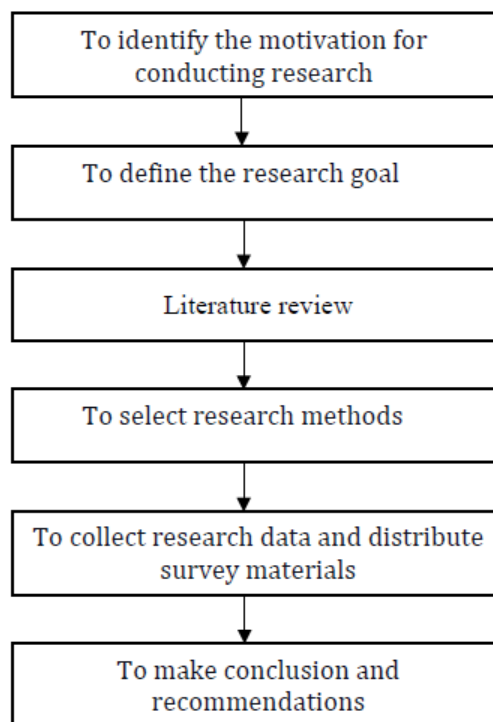 To identify the motivation for
conducting research
To define the research goal
Literature review
To select research methods
To collect research data and distribute
survey materials
To make conclusion and
recommendations